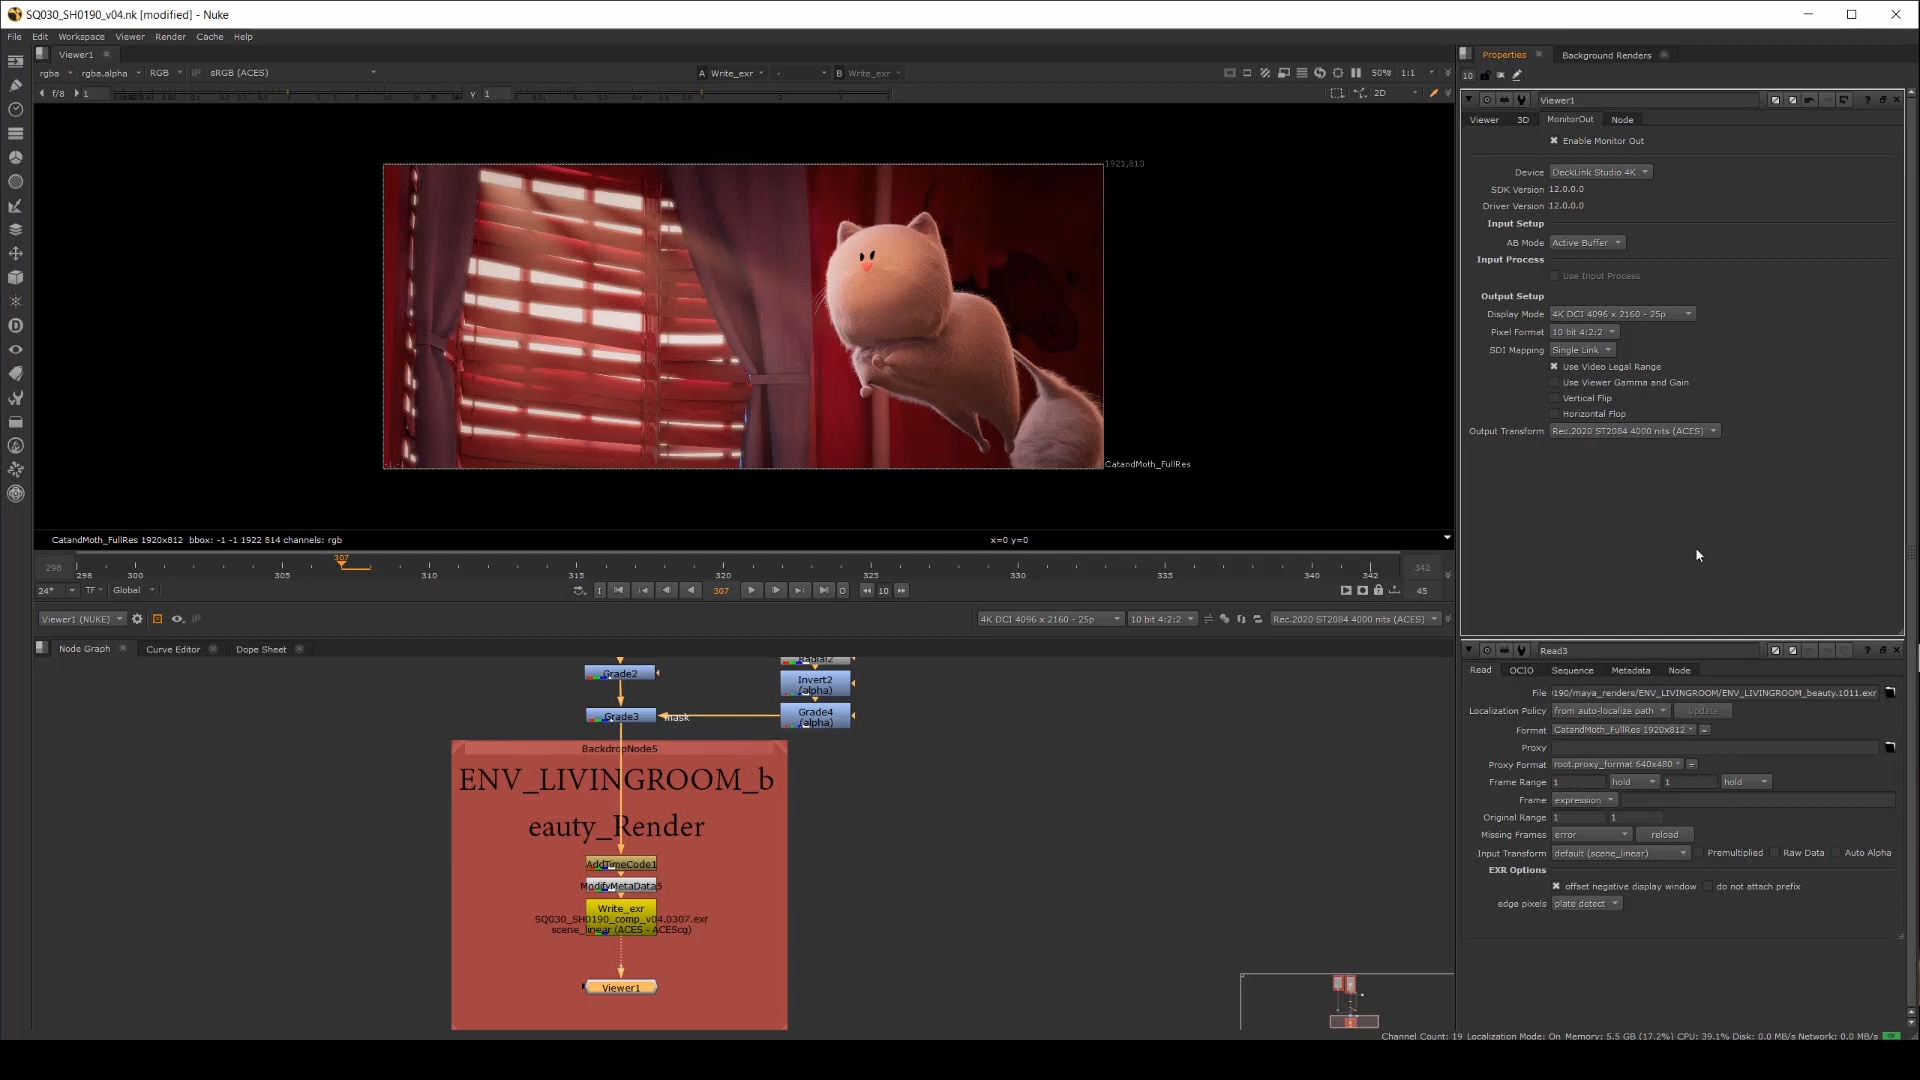 SQ030_SH0190_v04.nk [modified] - Nuke
File Edit Workspace Viewer Render Cache Help
Viewer1
rgba rgba.alpha RGB IP sRGB (ACES) A Write_exr - B Write_exr 50% 1:1
f/8 1 y 1 2D
1921,813
-1,-1
CatandMoth_FullRes
CatandMoth_FullRes 1920x812 bbox: -1 -1 1922 814 channels: rgb x=0 y=0
307
298 298 300 305 310 315 320 325 330 335 340 342 342
24* TF Global I 307 O 10 45
Viewer1 (NUKE) IP 4K DCI 4096 x 2160 - 25p 10 bit 4:2:2 Rec.2020 ST2084 4000 nits (ACES)
Node Graph Curve Editor Dope Sheet
Radial2
Grade2
Invert2
(alpha)
Grade3 mask Grade4
(alpha)
BackdropNode5
ENV_LIVINGROOM_b
eauty_Render
AddTimeCode1
ModifyMetaData5
Write_exr
SQ030_SH0190_comp_v04.0307.exr
scene_linear (ACES - ACEScg)
Viewer1
Properties Background Renders
10
Viewer1
Viewer 3D MonitorOut Node
Enable Monitor Out
Device DeckLink Studio 4K
SDK Version 12.0.0.0
Driver Version 12.0.0.0
Input Setup
AB Mode Active Buffer
Input Process
Use Input Process
Output Setup
Display Mode 4K DCI 4096 x 2160 - 25p
Pixel Format 10 bit 4:2:2
SDI Mapping Single Link
Use Video Legal Range
Use Viewer Gamma and Gain
Vertical Flip
Horizontal Flop
Output Transform Rec.2020 ST2084 4000 nits (ACES)
Read3
Read OCIO Sequence Metadata Node
File 190/maya_renders/ENV_LIVINGROOM/ENV_LIVINGROOM_beauty.1011.exr
Localization Policy from auto-localize path Update
Format CatandMoth_FullRes 1920x812 =
Proxy
Proxy Format root.proxy_format 640x480 =
Frame Range 1 hold 1 hold
Frame expression
Original Range 1 1
Missing Frames error reload
Input Transform default (scene_linear) Premultiplied Raw Data Auto Alpha
EXR Options
offset negative display window do not attach prefix
edge pixels plate detect
Channel Count: 19 Localization Mode: On Memory: 5.5 GB (17.2%) CPU: 39.1% Disk: 0.0 MB/s Network: 0.0 MB/s